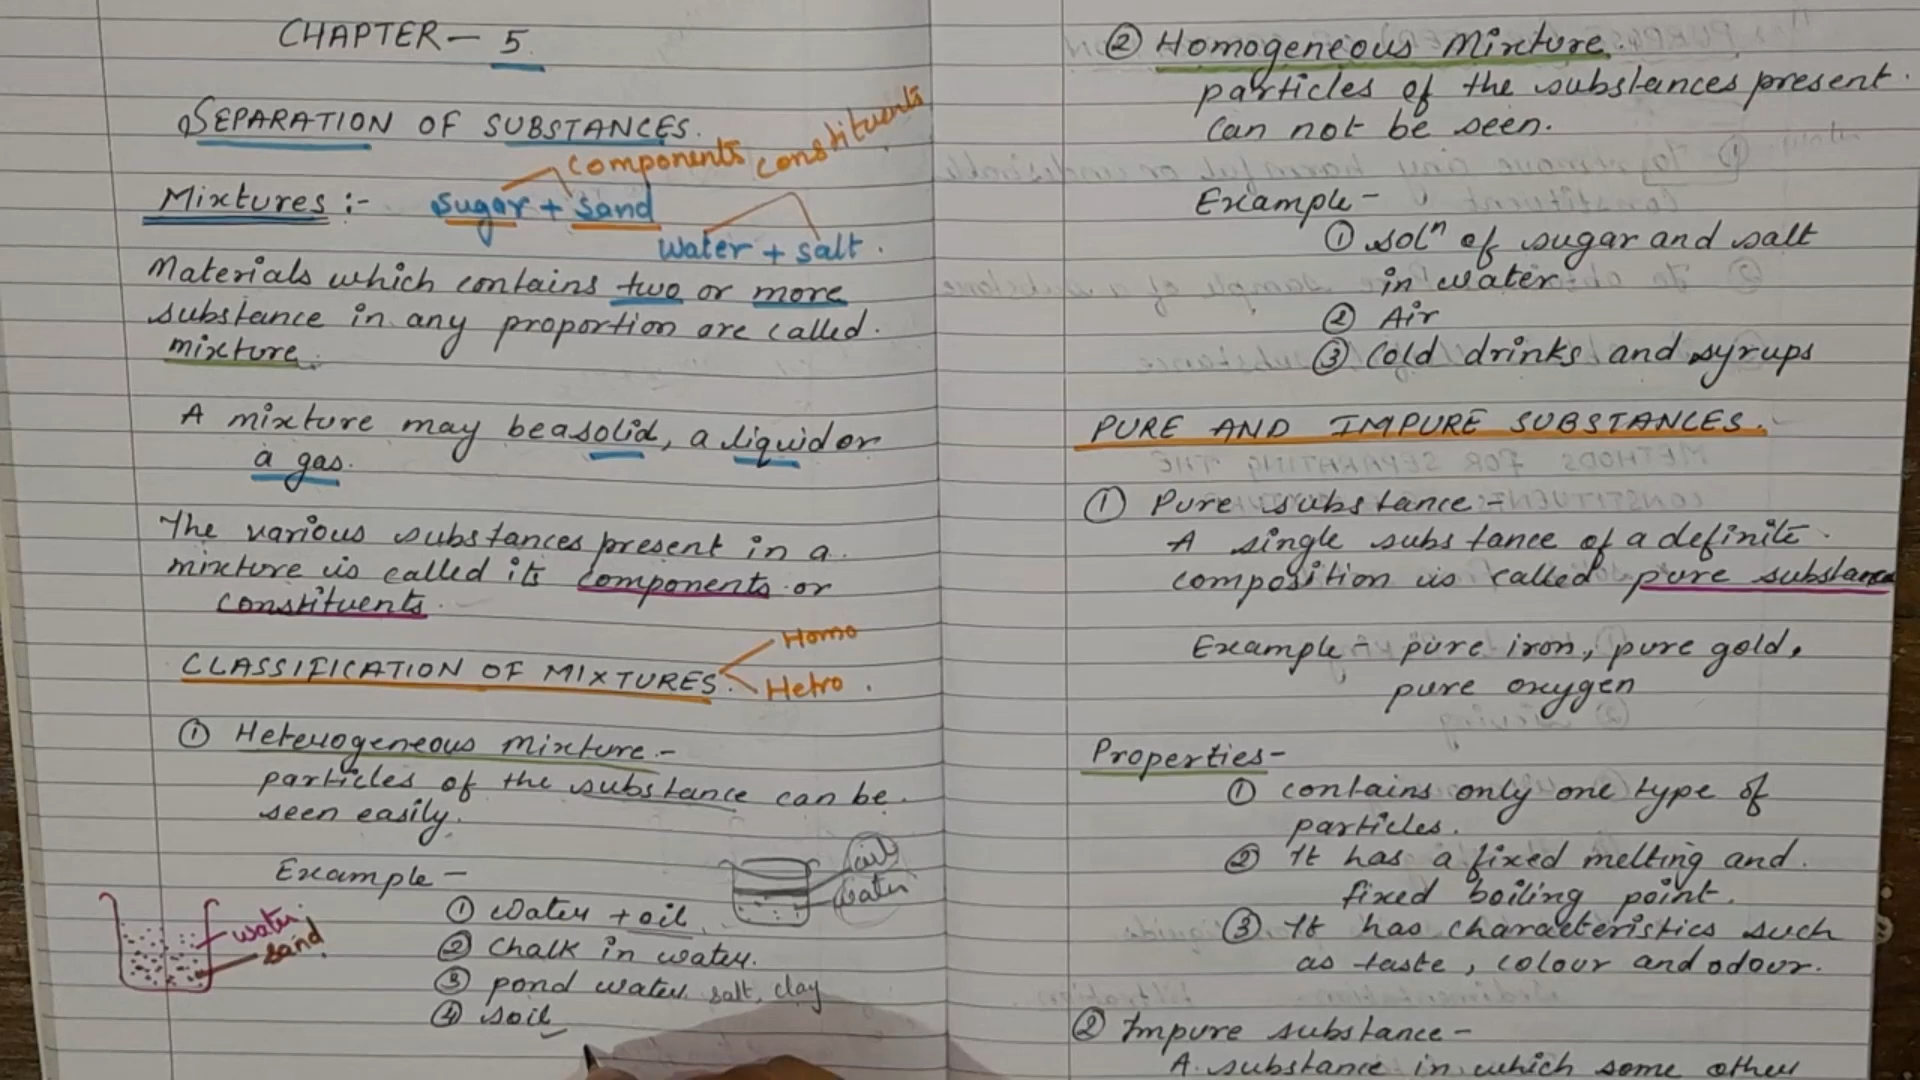 CHAPTER - 5
SEPARATION OF SUBSTANCES.
components constituents
Mixtures :- sugar + sand
water + salt.
Materials which contains two or more
substance in any proportion are called.
mixture.
A mixture may be a solid, a liquid or
a gas.
The various substances present in a.
mixture is called its components or
constituents.
CLASSIFICATION OF MIXTURES.
Homo
Hetro.
① Heterogeneous mixture.-
particles of the substance can be.
seen easily.
Example -
① water + oil
② chalk in water.
③ pond water salt, clay
④ soil
oil
water
water
sand
② Homogeneous Mixture.
particles of the substances present.
can not be seen.
Example -
① solⁿ of sugar and salt
in water
② Air
③ cold drinks and syrups
PURE AND IMPURE SUBSTANCES.
① Pure substance -
A single substance of a definite.
composition is called pure substance
Example - pure iron, pure gold,
pure oxygen
Properties-
① contains only one type of
particles.
② It has a fixed melting and.
fixed boiling point.
③ It has characteristics such
as taste, colour and odour.
② Impure substance -
A substance in which some other